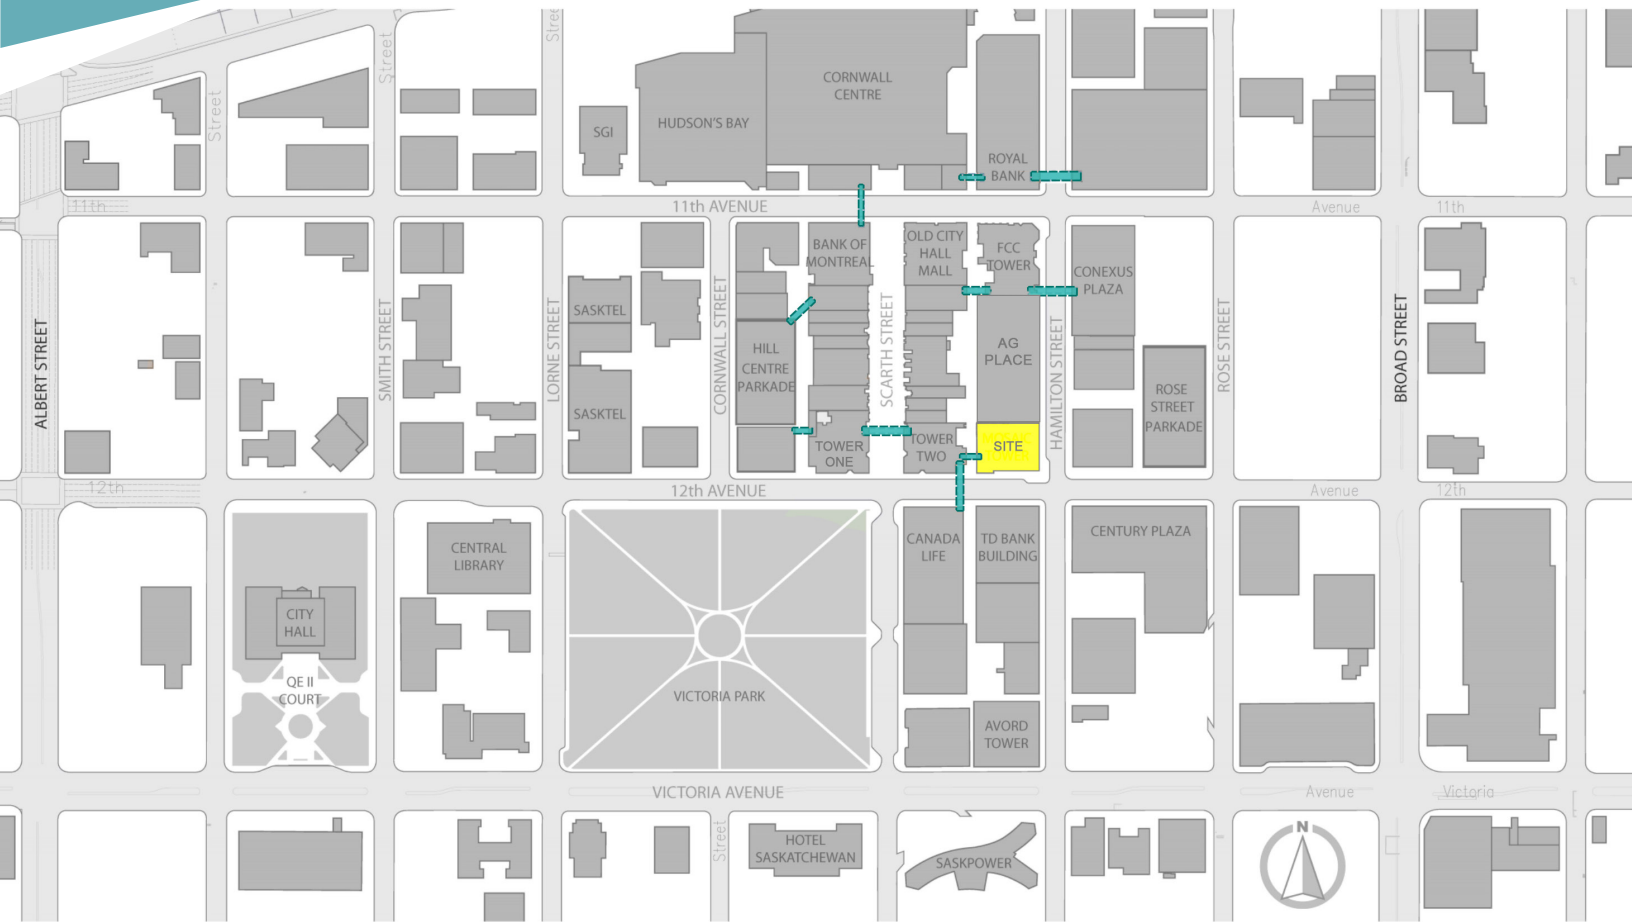 Street
Street
Street
CORNWALL
CENTRE
HUDSON'S BAY
SGI
ROYAL
BANK
11th
11th AVENUE
Avenue
11th
BANK OF
MONTREAL
OLD CITY
HALL
MALL
FCC
TOWER
CONEXUS
PLAZA
SASKTEL
SASKTEL
HILL
CENTRE
PARKADE
AG
PLACE
ROSE
STREET
PARKADE
ALBERT STREET
SMITH STREET
LORNE STREET
CORNWALL STREET
SCARTH STREET
HAMILTON STREET
ROSE STREET
BROAD STREET
TOWER
ONE
TOWER
TWO
SITE
12th
12th AVENUE
Avenue
12th
CENTRAL
LIBRARY
CANADA
LIFE
TD BANK
BUILDING
CENTURY PLAZA
CITY
HALL
QE II
COURT
VICTORIA PARK
AVORD
TOWER
VICTORIA AVENUE
Avenue
Victoria
Street
HOTEL
SASKATCHEWAN
SASKPOWER
N